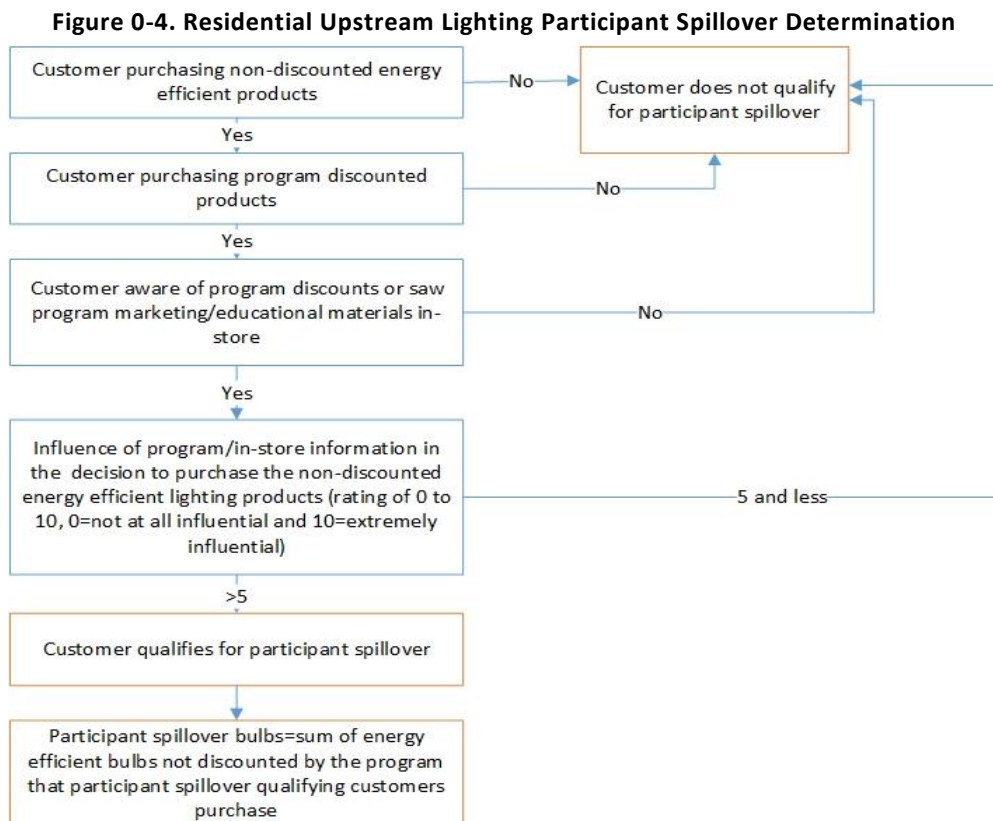 Figure 0-4. Residential Upstream Lighting Participant Spillover Determination
Customer purchasing non-discounted energy
efficient products
No
Customer does not qualify
for participant spillover
Yes
Customer purchasing program discounted
products
No
Yes
Customer aware of program discounts or saw
program marketing/educational materials in-
store
No
Yes
Influence of program/in-store information in
the decision to purchase the non-discounted
energy efficient lighting products (rating of 0 to
10, 0=not at all influential and 10=extremely
influential)
5 and less
>5
Customer qualifies for participant spillover
Participant spillover bulbs=sum of energy
efficient bulbs not discounted by the program
that participant spillover qualifying customers
purchase